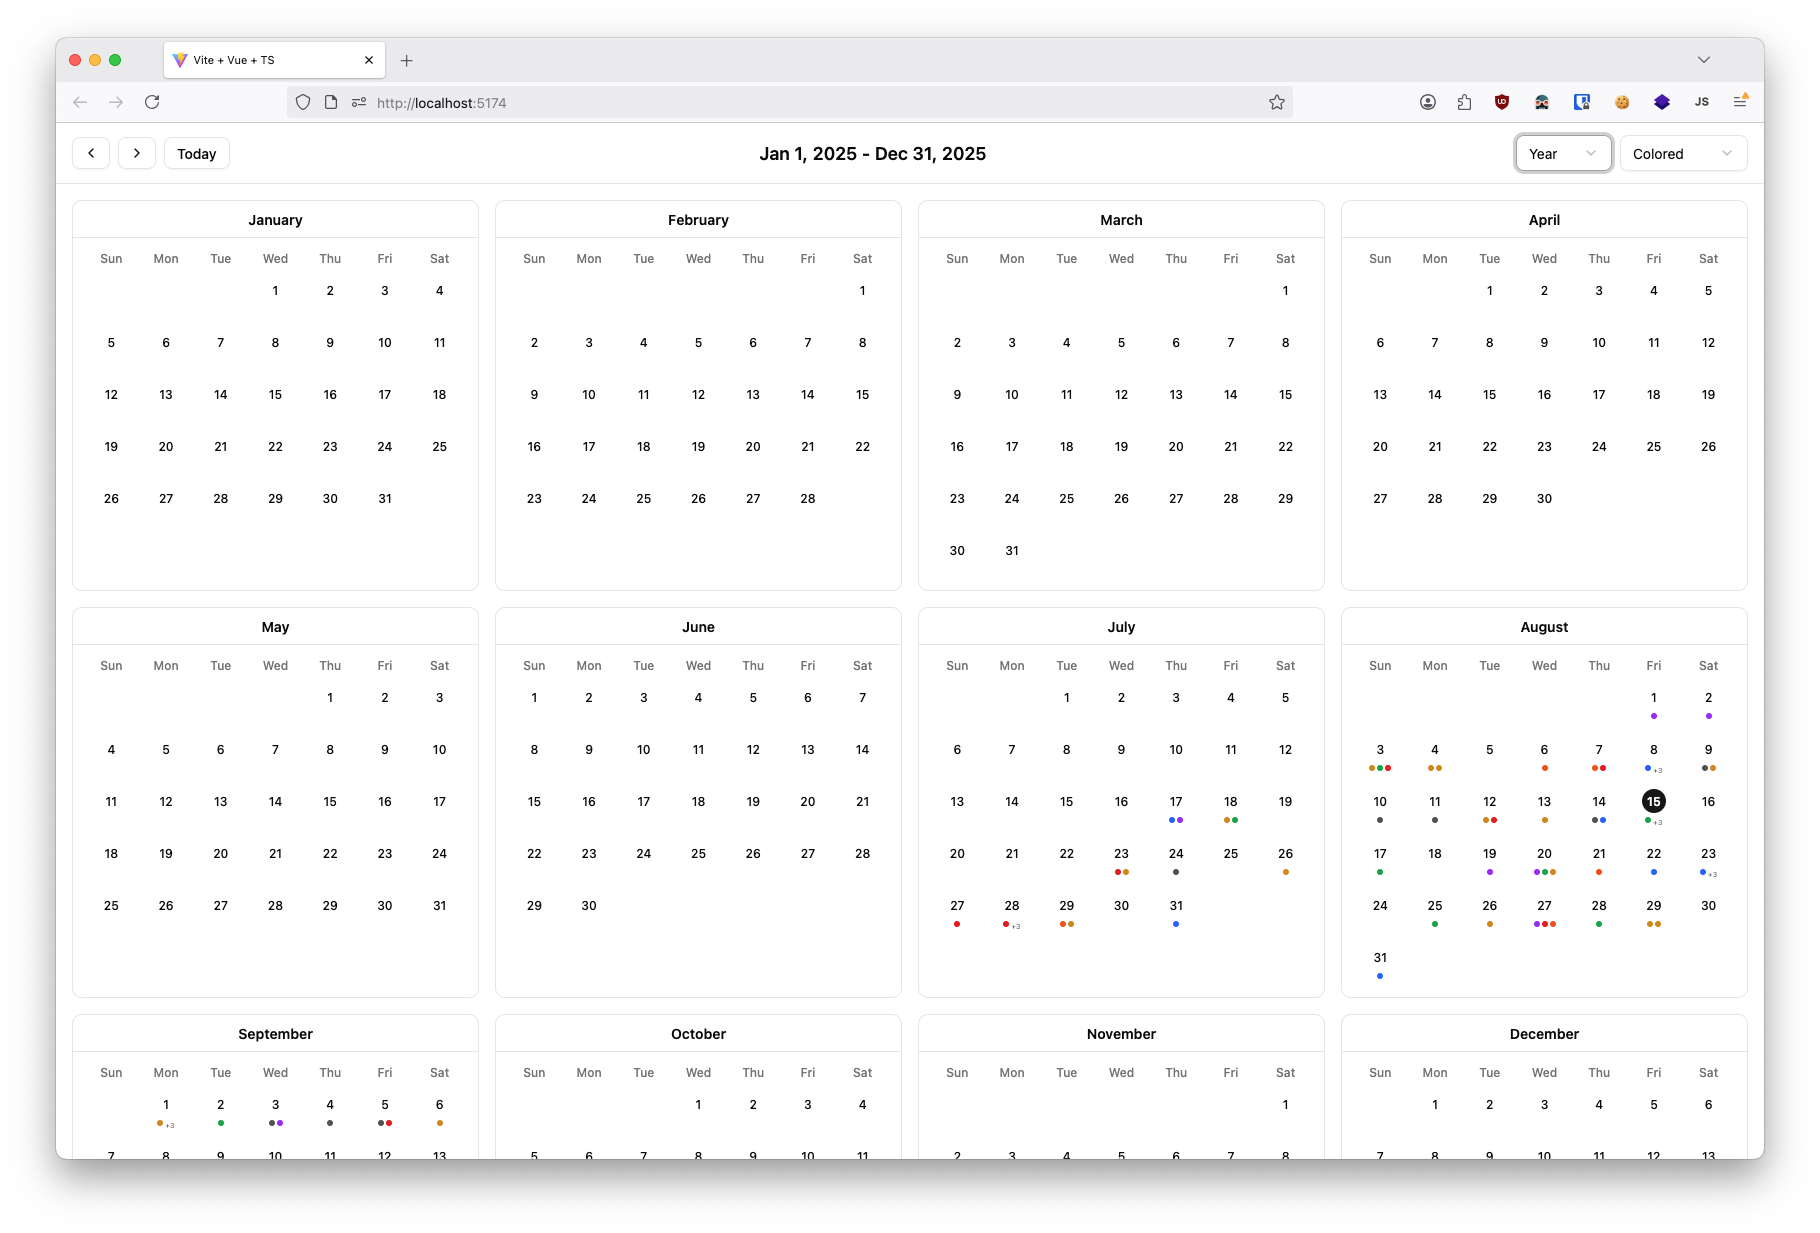 Vite + Vue + TS
http://localhost:5174
JS
Today
Jan 1, 2025 - Dec 31, 2025
Year
Colored
January
Sun Mon Tue Wed Thu Fri Sat
1 2 3 4
5 6 7 8 9 10 11
12 13 14 15 16 17 18
19 20 21 22 23 24 25
26 27 28 29 30 31
February
Sun Mon Tue Wed Thu Fri Sat
1
2 3 4 5 6 7 8
9 10 11 12 13 14 15
16 17 18 19 20 21 22
23 24 25 26 27 28
March
Sun Mon Tue Wed Thu Fri Sat
1
2 3 4 5 6 7 8
9 10 11 12 13 14 15
16 17 18 19 20 21 22
23 24 25 26 27 28 29
30 31
April
Sun Mon Tue Wed Thu Fri Sat
1 2 3 4 5
6 7 8 9 10 11 12
13 14 15 16 17 18 19
20 21 22 23 24 25 26
27 28 29 30
May
Sun Mon Tue Wed Thu Fri Sat
1 2 3
4 5 6 7 8 9 10
11 12 13 14 15 16 17
18 19 20 21 22 23 24
25 26 27 28 29 30 31
June
Sun Mon Tue Wed Thu Fri Sat
1 2 3 4 5 6 7
8 9 10 11 12 13 14
15 16 17 18 19 20 21
22 23 24 25 26 27 28
29 30
July
Sun Mon Tue Wed Thu Fri Sat
1 2 3 4 5
6 7 8 9 10 11 12
13 14 15 16 17 18 19
20 21 22 23 24 25 26
27 28 29 30 31
+3
August
Sun Mon Tue Wed Thu Fri Sat
1 2
3 4 5 6 7 8 9
+3
10 11 12 13 14 15 16
+3
17 18 19 20 21 22 23
+3
24 25 26 27 28 29 30
31
September
Sun Mon Tue Wed Thu Fri Sat
1 2 3 4 5 6
+3
7 8 9 10 11 12 13
October
Sun Mon Tue Wed Thu Fri Sat
1 2 3 4
5 6 7 8 9 10 11
November
Sun Mon Tue Wed Thu Fri Sat
1
2 3 4 5 6 7 8
December
Sun Mon Tue Wed Thu Fri Sat
1 2 3 4 5 6
7 8 9 10 11 12 13